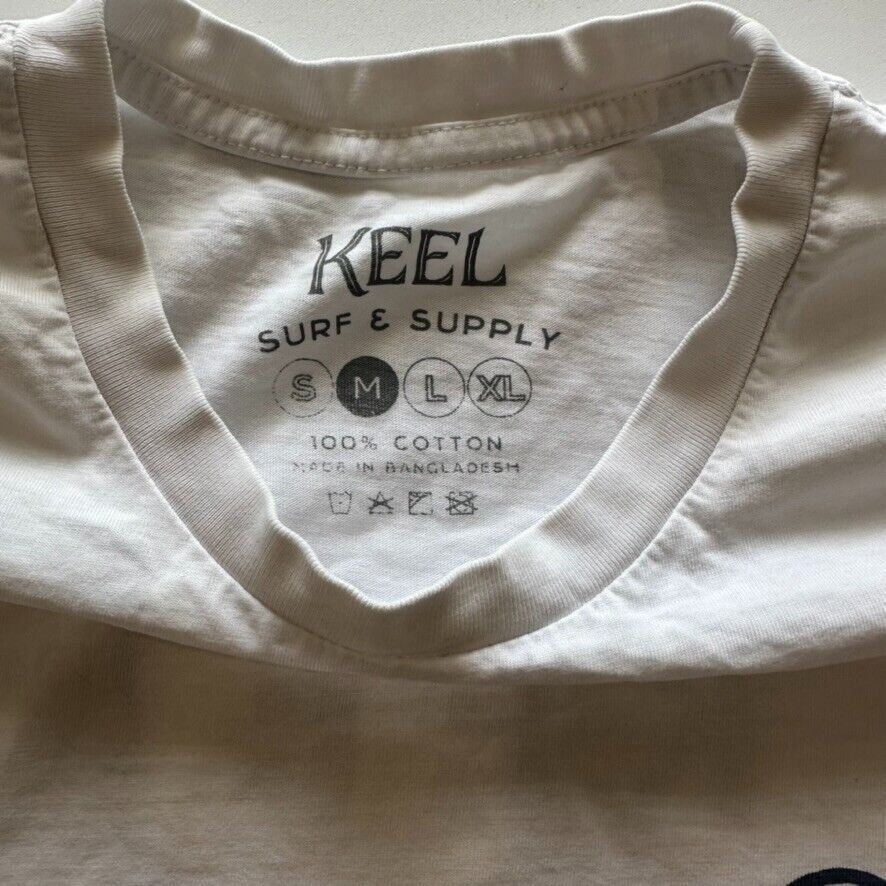 KEEL
SURF & SUPPLY
S M L XL
100% COTTON
MADE IN BANGLADESH